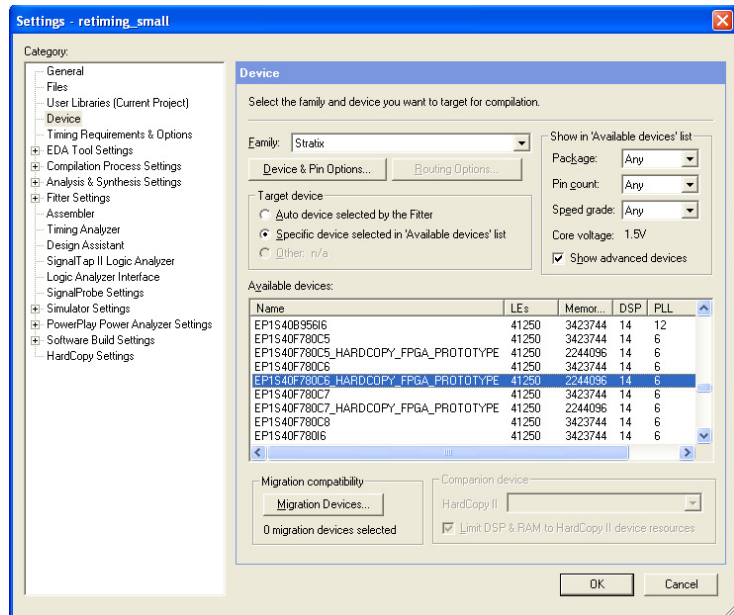 Settings - retiming_small
Category:
General
Files
User Libraries (Current Project)
Device
Timing Requirements & Options
EDA Tool Settings
Compilation Process Settings
Analysis & Synthesis Settings
Fitter Settings
Assembler
Timing Analyzer
Design Assistant
SignalTap II Logic Analyzer
Logic Analyzer Interface
SignalProbe Settings
Simulator Settings
PowerPlay Power Analyzer Settings
Software Build Settings
HardCopy Settings
Device
Select the family and device you want to target for compilation.
Family: Stratix
Device & Pin Options... Routing Options...
Target device
Auto device selected by the Fitter
Specific device selected in 'Available devices' list
Other: n/a
Show in 'Available devices' list
Package: Any
Pin count: Any
Speed grade: Any
Core voltage: 1.5V
Show advanced devices
Available devices:
Name LEs Memor... DSP PLL
EP1S40B956I6 41250 3423744 14 12
EP1S40F780C5 41250 3423744 14 6
EP1S40F780C5_HARDCOPY_FPGA_PROTOTYPE 41250 2244096 14 6
EP1S40F780C6 41250 3423744 14 6
EP1S40F780C6_HARDCOPY_FPGA_PROTOTYPE 41250 2244096 14 6
EP1S40F780C7 41250 3423744 14 6
EP1S40F780C7_HARDCOPY_FPGA_PROTOTYPE 41250 2244096 14 6
EP1S40F780C8 41250 3423744 14 6
EP1S40F780I6 41250 3423744 14 6
Migration compatibility
Migration Devices...
0 migration devices selected
Companion device
HardCopy II
Limit DSP & RAM to HardCopy II device resources
OK Cancel